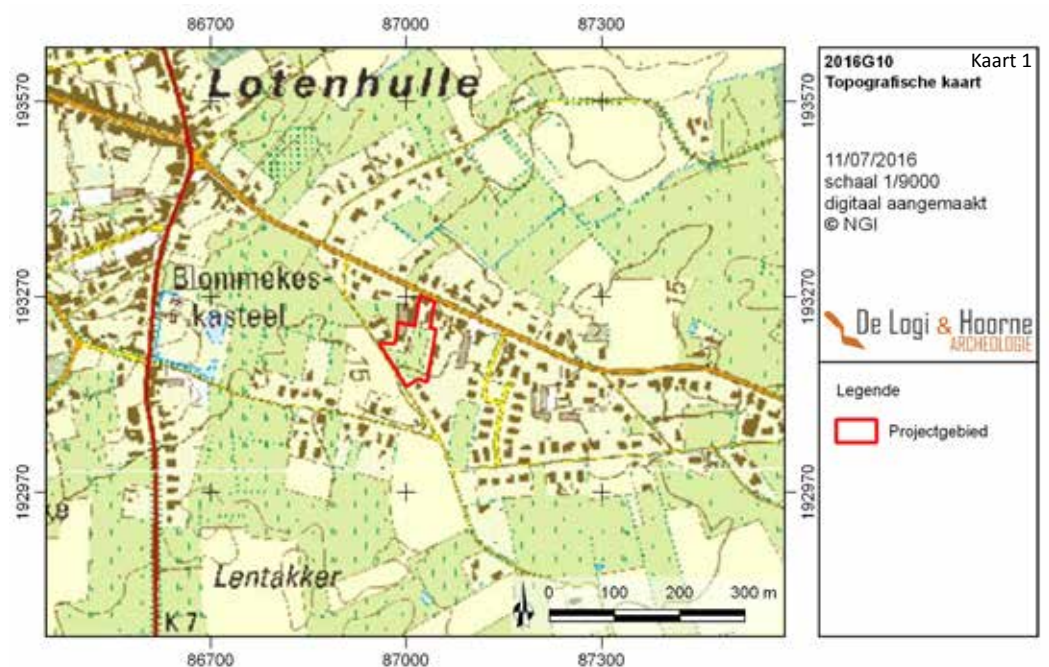 86700 87000 87300
193570 193570
193270 193270
192970 192970
86700 87000 87300
Lotenhulle
Blommekes-
kasteel
15
15
Lentakker
K 7
0 100 200 300 m
2016G10 Kaart 1
Topografische kaart
11/07/2016
schaal 1/9000
digitaal aangemaakt
© NGI
De Logi & Hoorne
ARCHEOLOGIE
Legende
Projectgebied